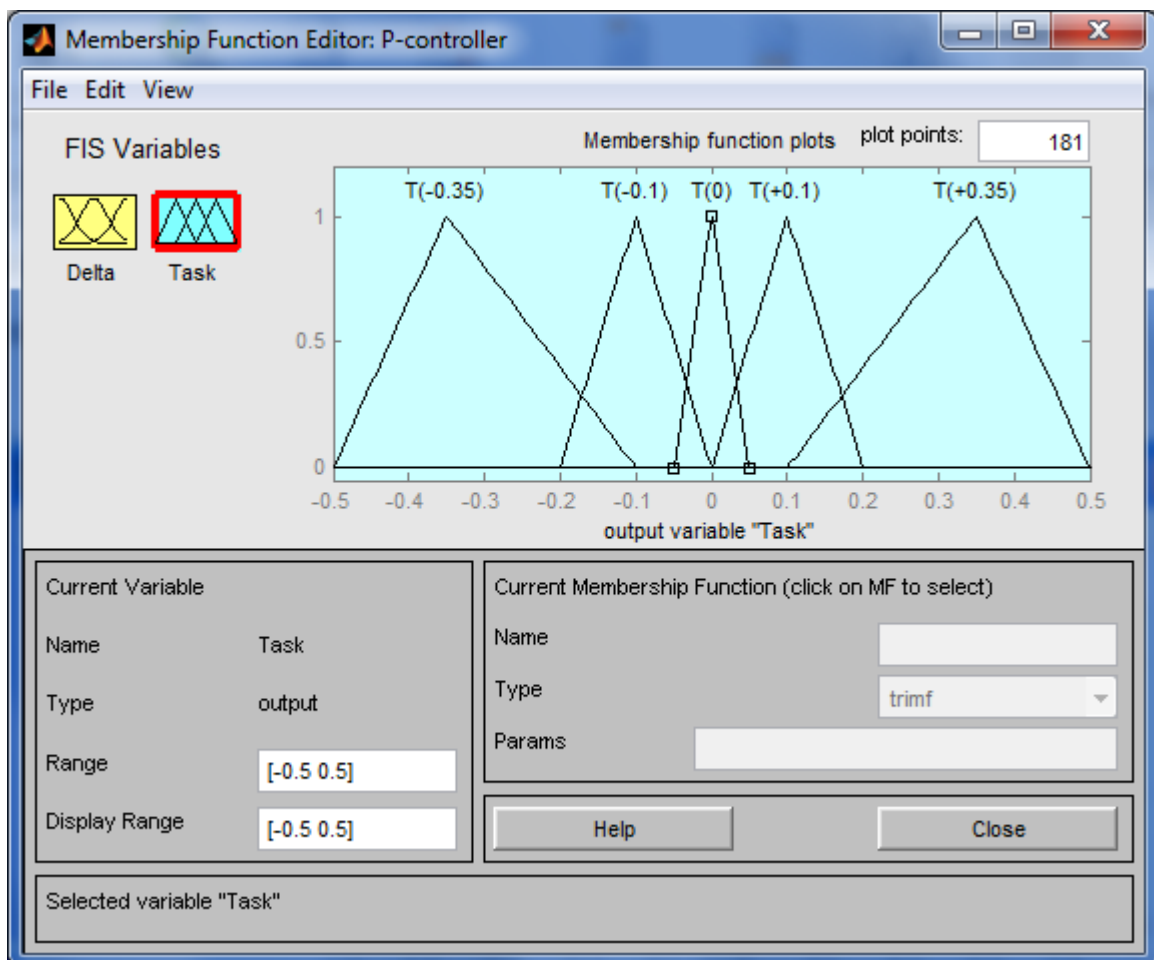 Membership Function Editor: P-controller
File Edit View
FIS Variables
Delta
Task
Membership function plots
plot points:
181
T(-0.35) T(-0.1) T(0) T(+0.1) T(+0.35)
1
0.5
0
-0.5 -0.4 -0.3 -0.2 -0.1 0 0.1 0.2 0.3 0.4 0.5
output variable "Task"
Current Variable
Name Task
Type output
Range [-0.5 0.5]
Display Range [-0.5 0.5]
Current Membership Function (click on MF to select)
Name
Type trimf
Params
Help Close
Selected variable "Task"